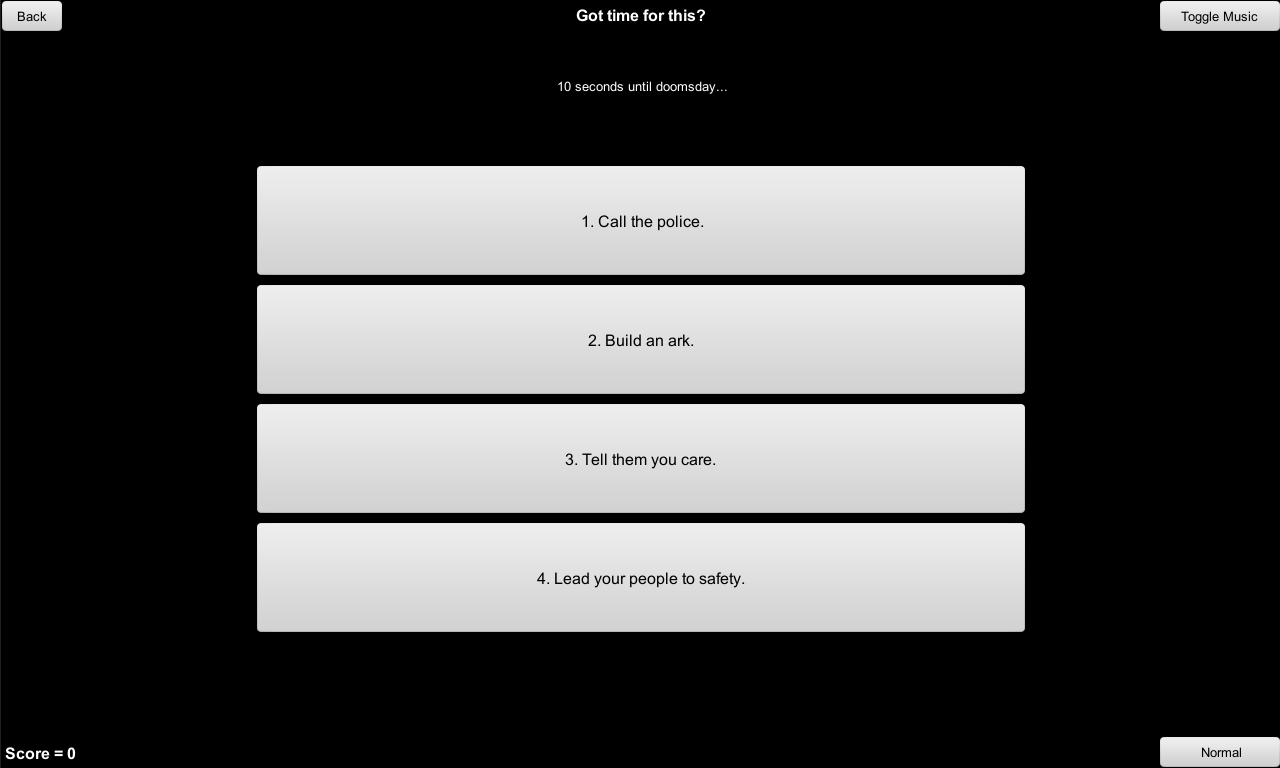 Back
Got time for this?
Toggle Music
10 seconds until doomsday...
1. Call the police.
2. Build an ark.
3. Tell them you care.
4. Lead your people to safety.
Score = 0
Normal